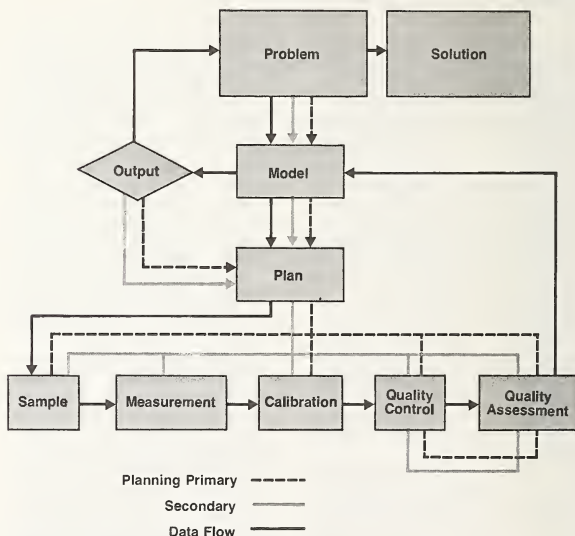 Problem
Solution
Output
Model
Plan
Sample
Measurement
Calibration
Quality
Control
Quality
Assessment
Planning Primary
Secondary
Data Flow